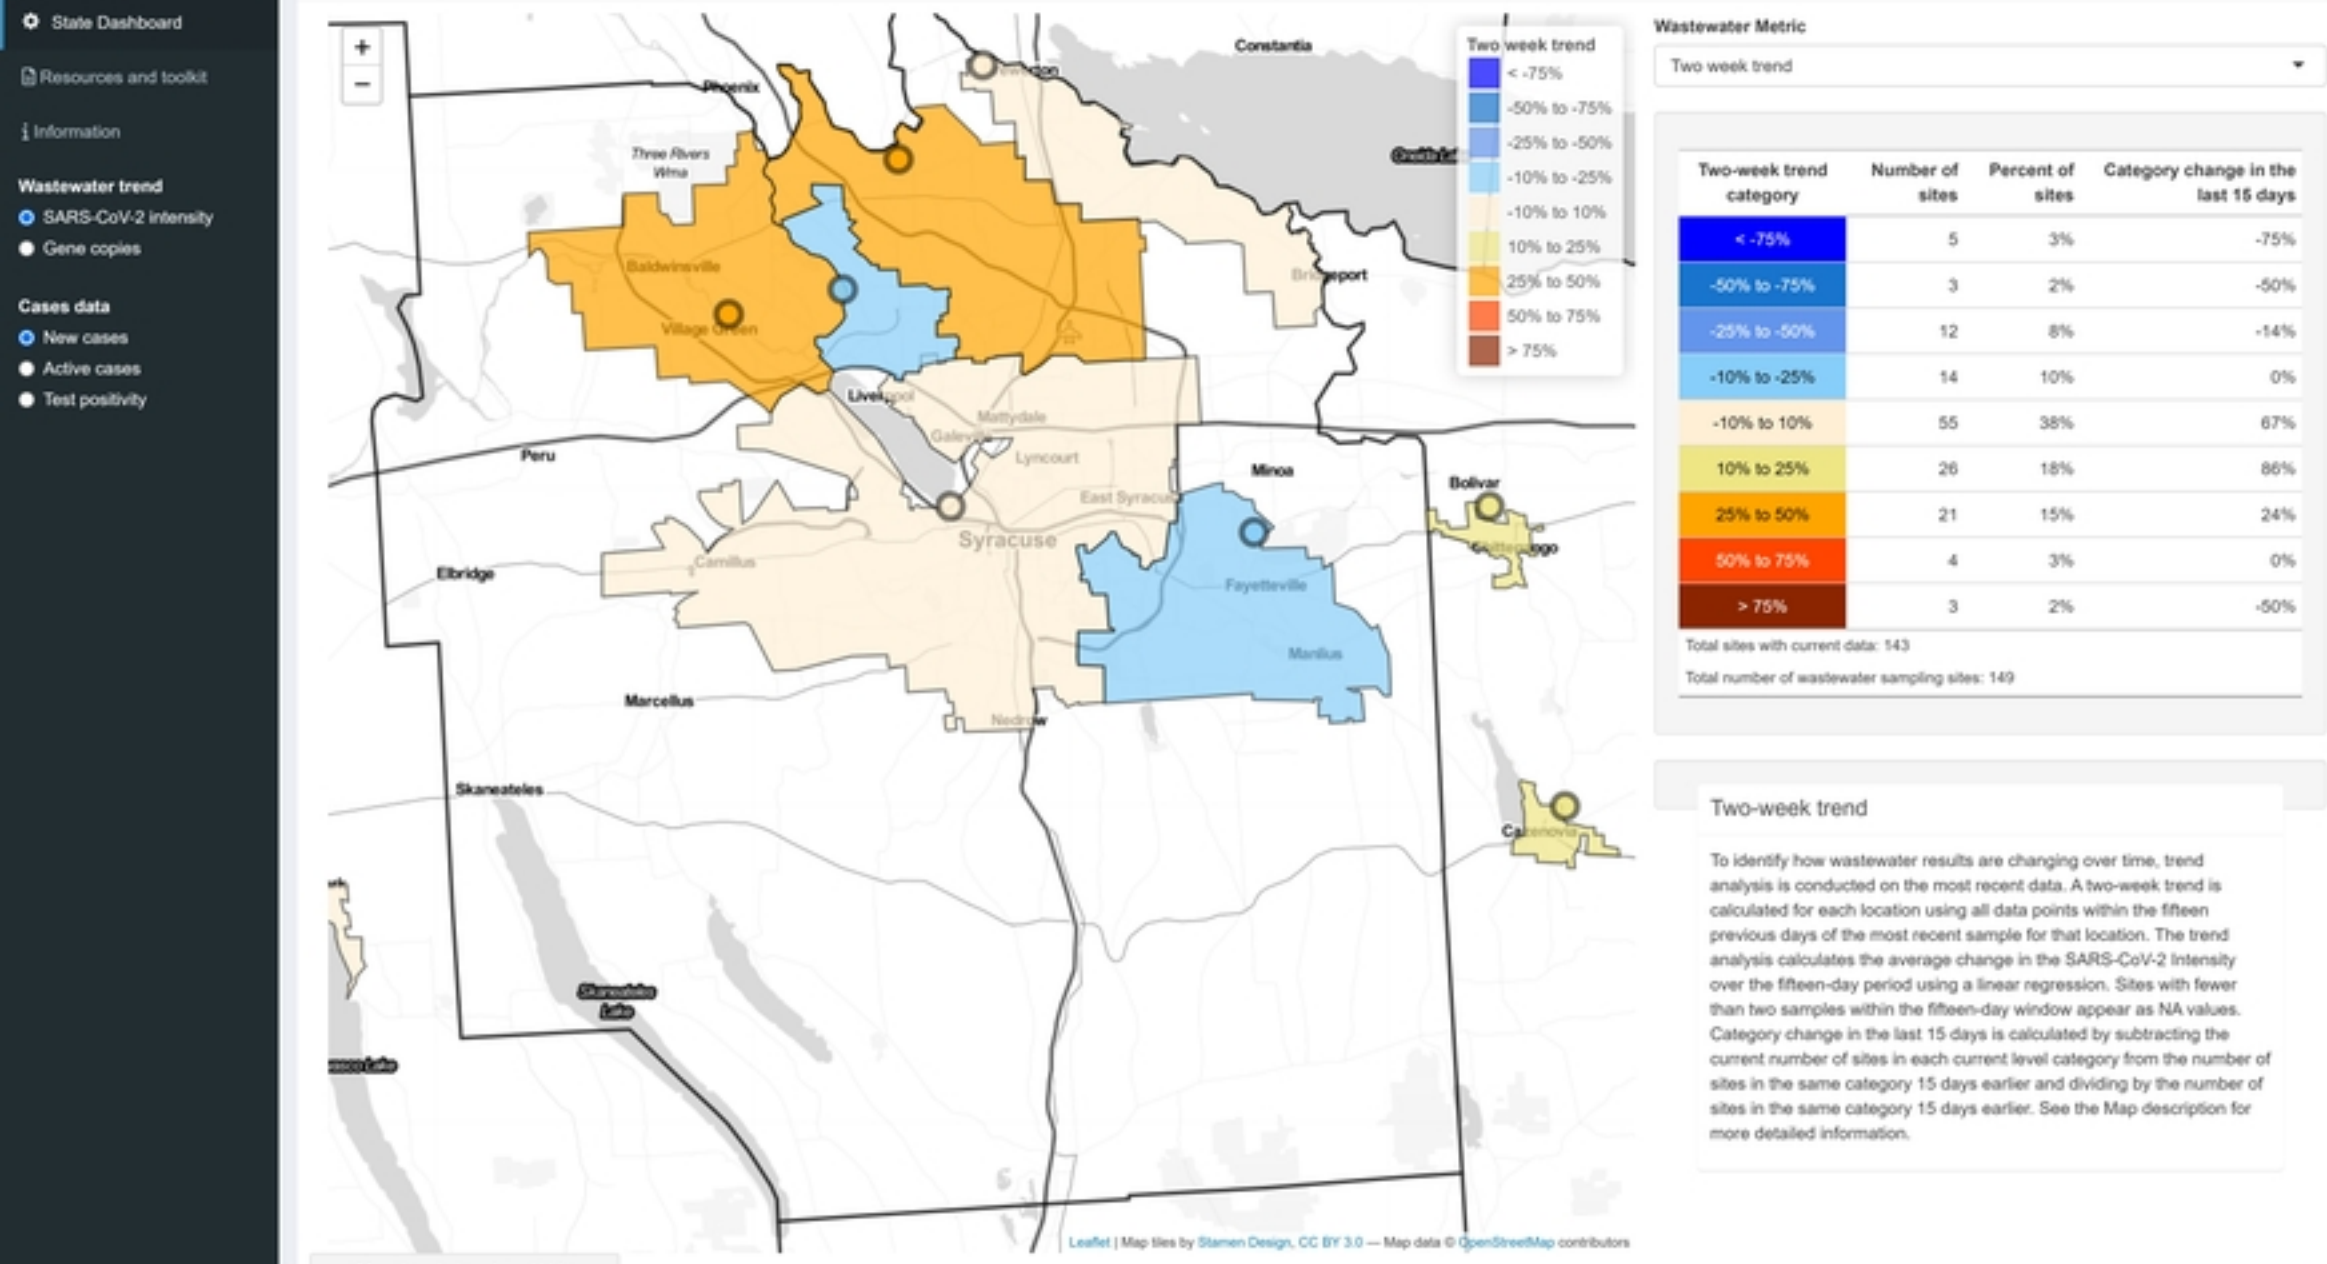 State Dashboard
Resources and toolkit
Information
Wastewater trend
SARS-CoV-2 intensity
Gene copies
Cases data
New cases
Active cases
Test positivity
+
−
Phoenix
Constantia
Three Rivers
Wma
Oneida
Baldwinsville
Village Green
Bridgeport
Liverpool
Mattydale
Galeville
Lyncourt
Peru
Minoa
Bolivar
East Syracuse
Syracuse
Camillus
Elbridge
Fayetteville
Manlius
Marcellus
Nedrow
Skaneateles
Cazenovia
Skaneateles
Lake
Lake
Two week trend
< -75%
-50% to -75%
-25% to -50%
-10% to -25%
-10% to 10%
10% to 25%
25% to 50%
50% to 75%
> 75%
Leaflet | Map tiles by Stamen Design, CC BY 3.0 — Map data © OpenStreetMap contributors
Wastewater Metric
Two week trend
Two-week trend category Number of sites Percent of sites Category change in the last 15 days
< -75% 5 3% -75%
-50% to -75% 3 2% -50%
-25% to -50% 12 8% -14%
-10% to -25% 14 10% 0%
-10% to 10% 55 38% 67%
10% to 25% 26 18% 86%
25% to 50% 21 15% 24%
50% to 75% 4 3% 0%
> 75% 3 2% -50%
Total sites with current data: 143
Total number of wastewater sampling sites: 149
Two-week trend
To identify how wastewater results are changing over time, trend
analysis is conducted on the most recent data. A two-week trend is
calculated for each location using all data points within the fifteen
previous days of the most recent sample for that location. The trend
analysis calculates the average change in the SARS-CoV-2 Intensity
over the fifteen-day period using a linear regression. Sites with fewer
than two samples within the fifteen-day window appear as NA values.
Category change in the last 15 days is calculated by subtracting the
current number of sites in each current level category from the number of
sites in the same category 15 days earlier and dividing by the number of
sites in the same category 15 days earlier. See the Map description for
more detailed information.